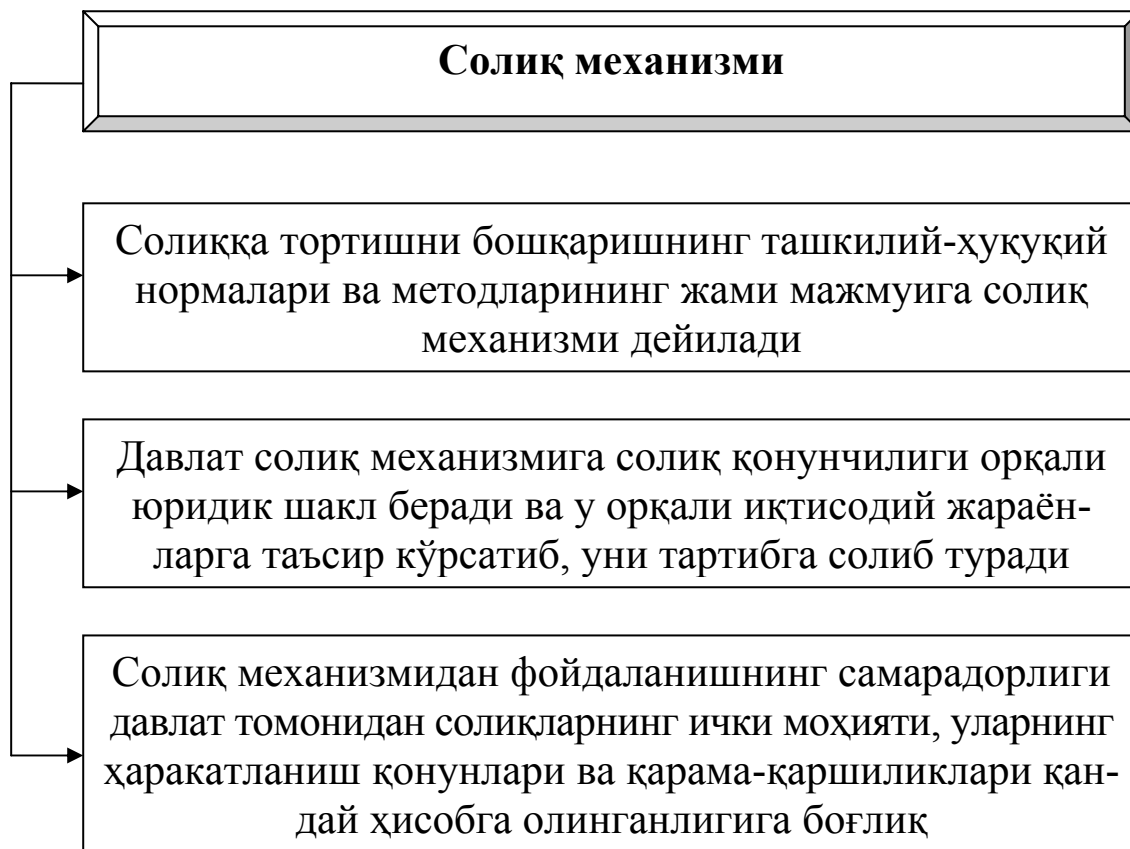 Солиқ механизми
Солиққа тортишни бошқаришнинг ташкилий-ҳуқуқий
нормалари ва методларининг жами мажмуига солиқ
механизми дейилади
Давлат солиқ механизмига солиқ қонунчилиги орқали
юридик шакл беради ва у орқали иқтисодий жараён-
ларга таъсир кўрсатиб, уни тартибга солиб туради
Солиқ механизмидан фойдаланишнинг самарадорлиги
давлат томонидан солиқларнинг ички моҳияти, уларнинг
ҳаракатланиш қонунлари ва қарама-қаршиликлари қан-
дай ҳисобга олинганлигига боғлиқ